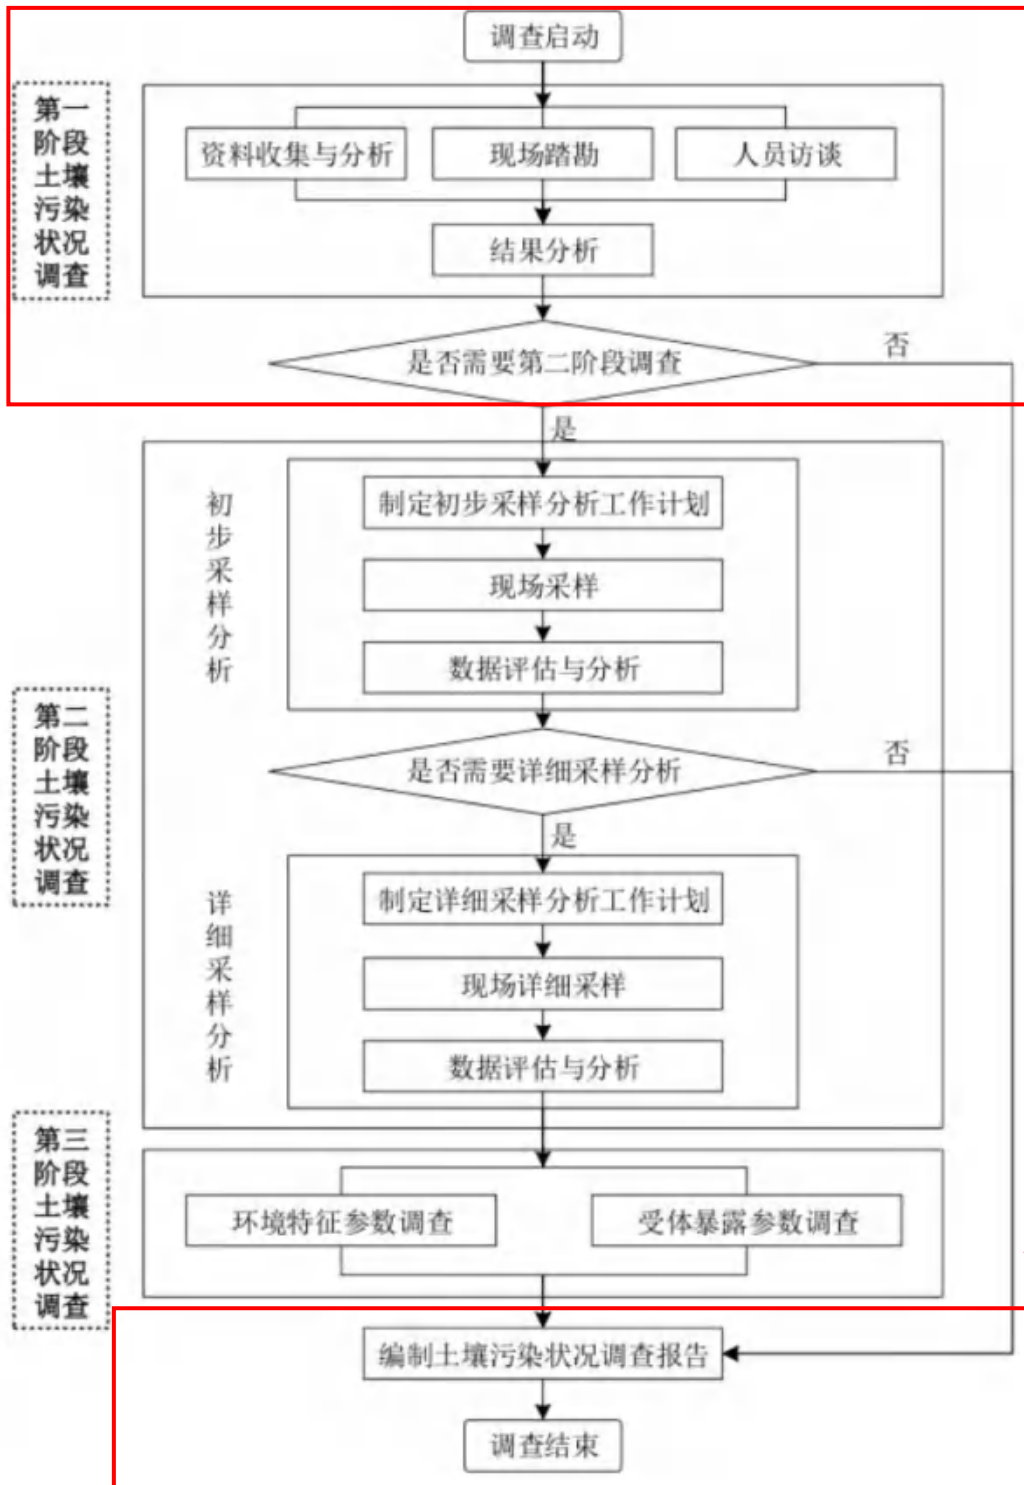 调查启动
第一
阶段
土壤
污染
状况
调查
资料收集与分析
现场踏勘
人员访谈
结果分析
是否需要第二阶段调查
否
是
初
步
采
样
分
析
制定初步采样分析工作计划
现场采样
数据评估与分析
第二
阶段
土壤
污染
状况
调查
是否需要详细采样分析
否
是
详
细
采
样
分
析
制定详细采样分析工作计划
现场详细采样
数据评估与分析
第三
阶段
土壤
污染
状况
调查
环境特征参数调查
受体暴露参数调查
编制土壤污染状况调查报告
调查结束